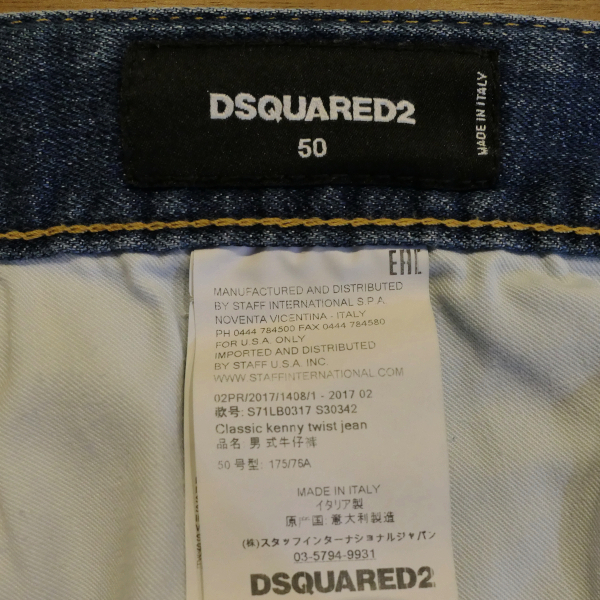 DSQUARED2
50
MADE IN ITALY
EAC
MANUFACTURED AND DISTRIBUTED
BY STAFF INTERNATIONAL S.P.A.
NOVENTA VICENTINA - ITALY
PH 0444 784500 FAX 0444 784580
FOR U.S.A. ONLY
IMPORTED AND DISTRIBUTED
BY STAFF U.S.A. INC.
WWW.STAFFINTERNATIONAL.COM
02PR/2017/1408/1 - 2017 02
款号: S71LB0317 S30342
Classic kenny twist jean
品名: 男式牛仔裤
50 号型: 175/76A
MADE IN ITALY
イタリア製
原产国:意大利製造
(株)スタッフインターナショナルジャパン
03-5794-9931
DSQUARED2